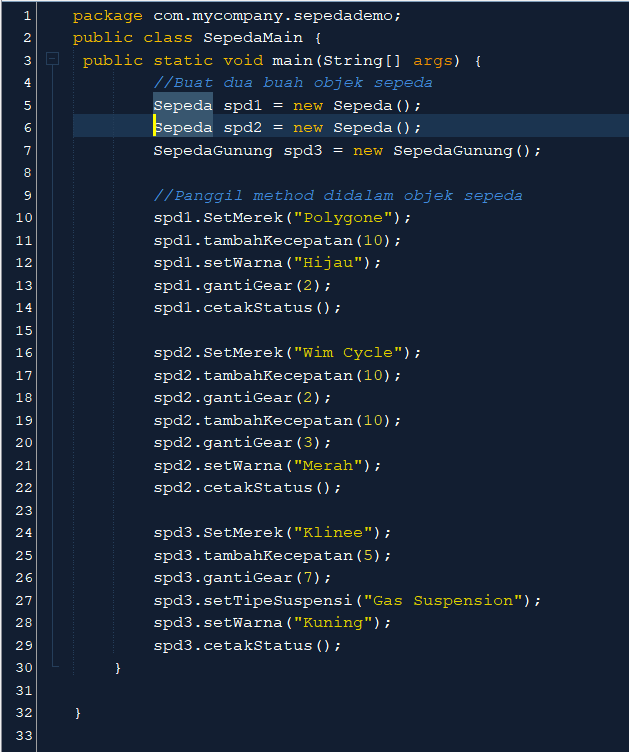 1 package com.mycompany.sepedademo;
2 public class SepedaMain {
3 public static void main(String[] args) {
4 //Buat dua buah objek sepeda
5 Sepeda spd1 = new Sepeda();
6 Sepeda spd2 = new Sepeda();
7 SepedaGunung spd3 = new SepedaGunung();
8
9 //Panggil method didalam objek sepeda
10 spd1.SetMerek("Polygone");
11 spd1.tambahKecepatan(10);
12 spd1.setWarna("Hijau");
13 spd1.gantiGear(2);
14 spd1.cetakStatus();
15
16 spd2.SetMerek("Wim Cycle");
17 spd2.tambahKecepatan(10);
18 spd2.gantiGear(2);
19 spd2.tambahKecepatan(10);
20 spd2.gantiGear(3);
21 spd2.setWarna("Merah");
22 spd2.cetakStatus();
23
24 spd3.SetMerek("Klinee");
25 spd3.tambahKecepatan(5);
26 spd3.gantiGear(7);
27 spd3.setTipeSuspensi("Gas Suspension");
28 spd3.setWarna("Kuning");
29 spd3.cetakStatus();
30 }
31
32 }
33